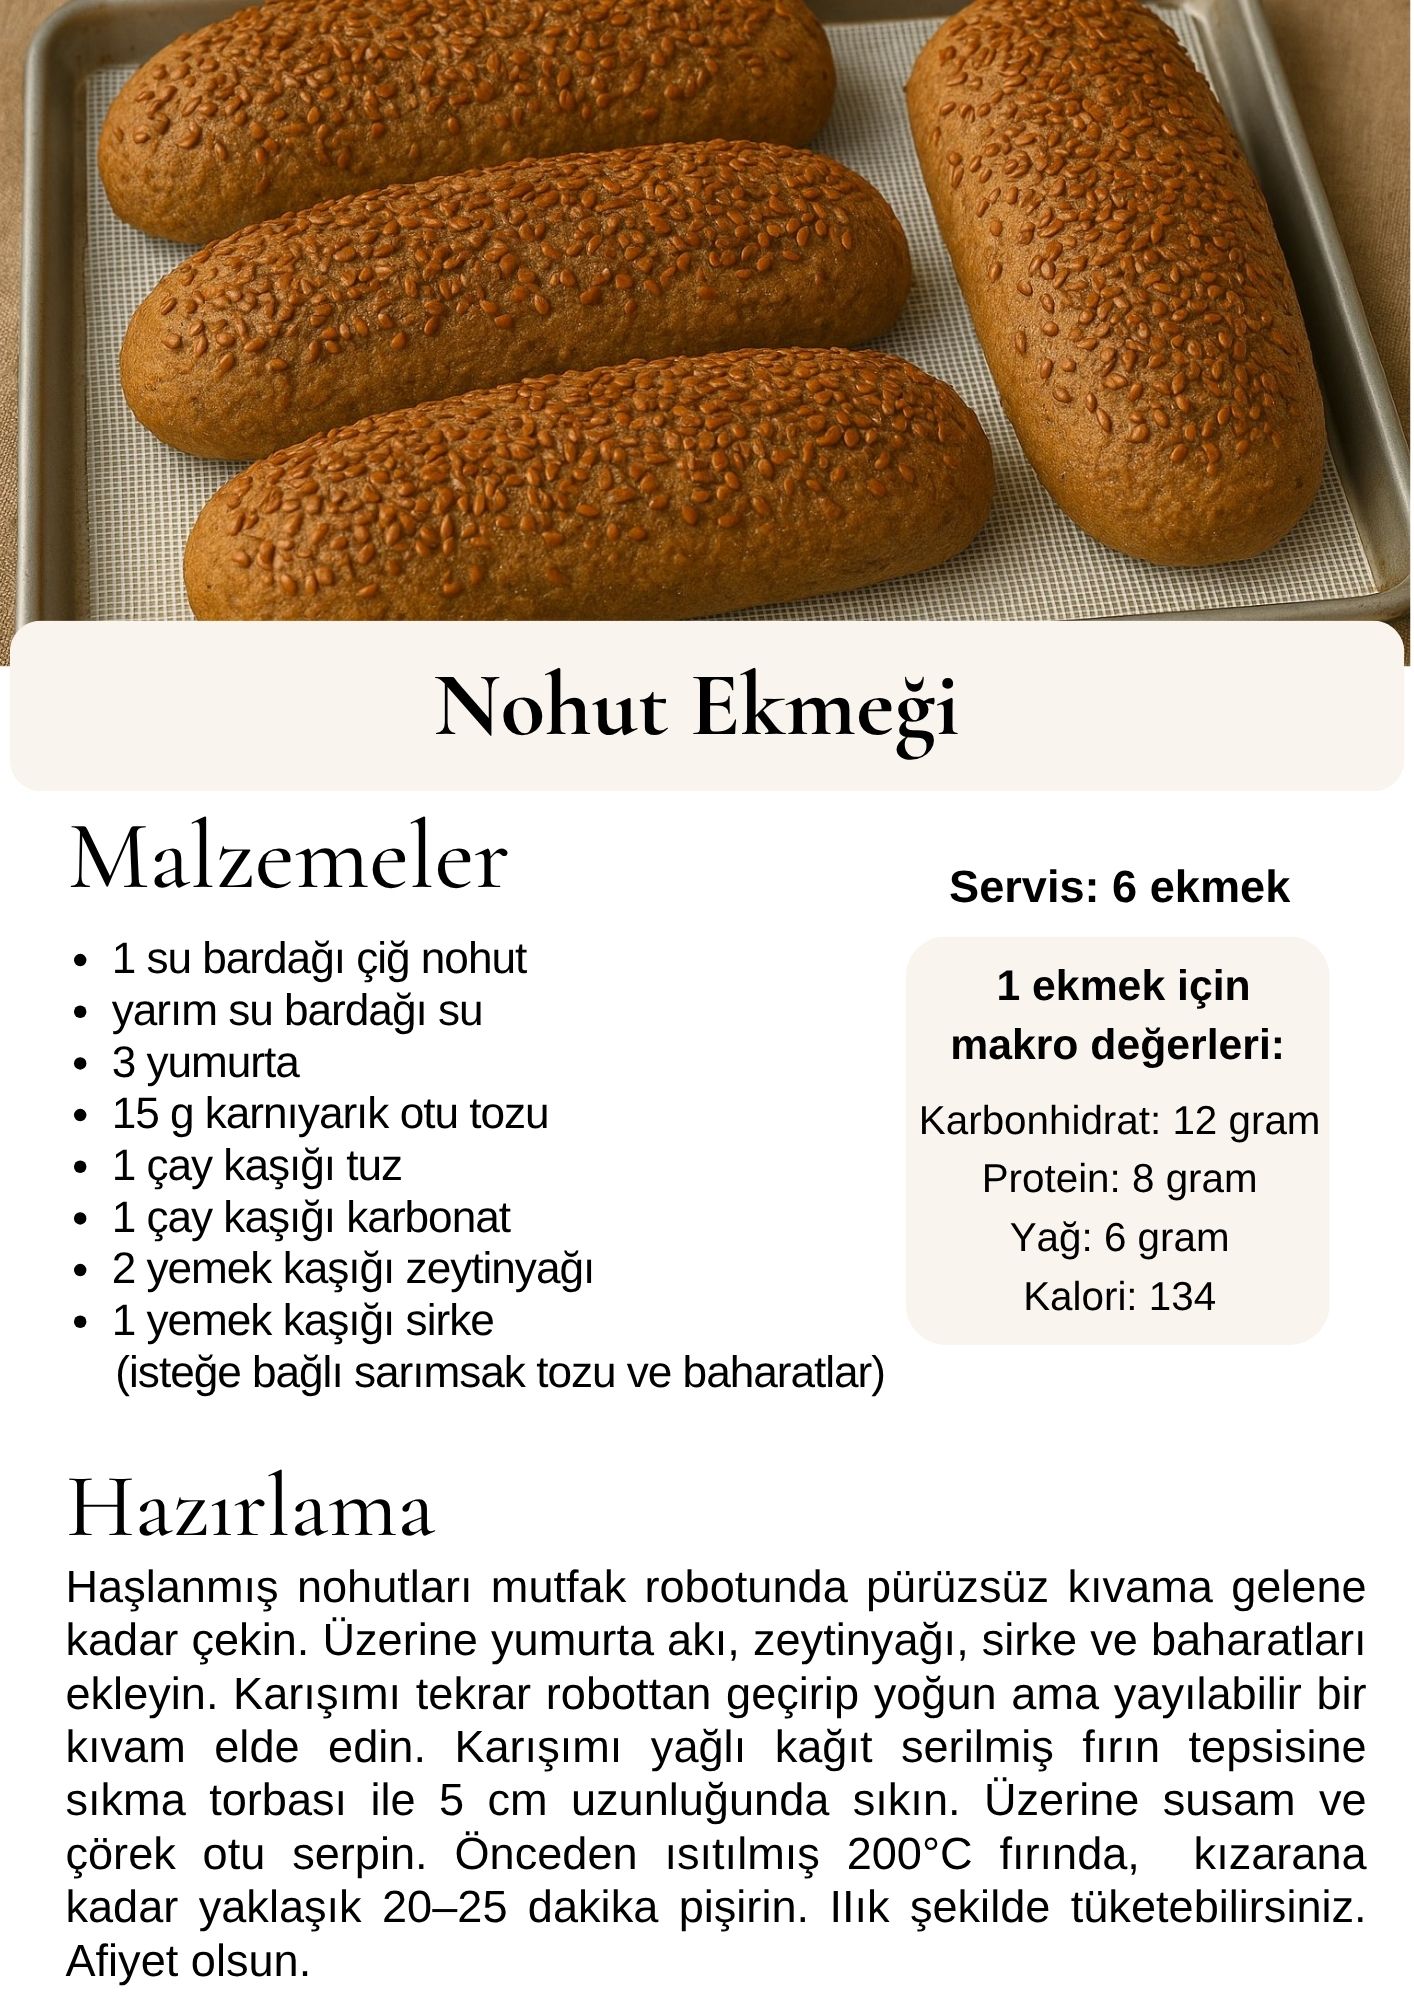 Nohut Ekmeği
Malzemeler
• 1 su bardağı çiğ nohut
• yarım su bardağı su
• 3 yumurta
• 15 g karnıyarık otu tozu
• 1 çay kaşığı tuz
• 1 çay kaşığı karbonat
• 2 yemek kaşığı zeytinyağı
• 1 yemek kaşığı sirke
(isteğe bağlı sarımsak tozu ve baharatlar)
Servis: 6 ekmek
1 ekmek için
makro değerleri:
Karbonhidrat: 12 gram
Protein: 8 gram
Yağ: 6 gram
Kalori: 134
Hazırlama
Haşlanmış nohutları mutfak robotunda pürüzsüz kıvama gelene
kadar çekin. Üzerine yumurta akı, zeytinyağı, sirke ve baharatları
ekleyin. Karışımı tekrar robottan geçirip yoğun ama yayılabilir bir
kıvam elde edin. Karışımı yağlı kağıt serilmiş fırın tepsisine
sıkma torbası ile 5 cm uzunluğunda sıkın. Üzerine susam ve
çörek otu serpin. Önceden ısıtılmış 200°C fırında, kızarana
kadar yaklaşık 20–25 dakika pişirin. IIık şekilde tüketebilirsiniz.
Afiyet olsun.